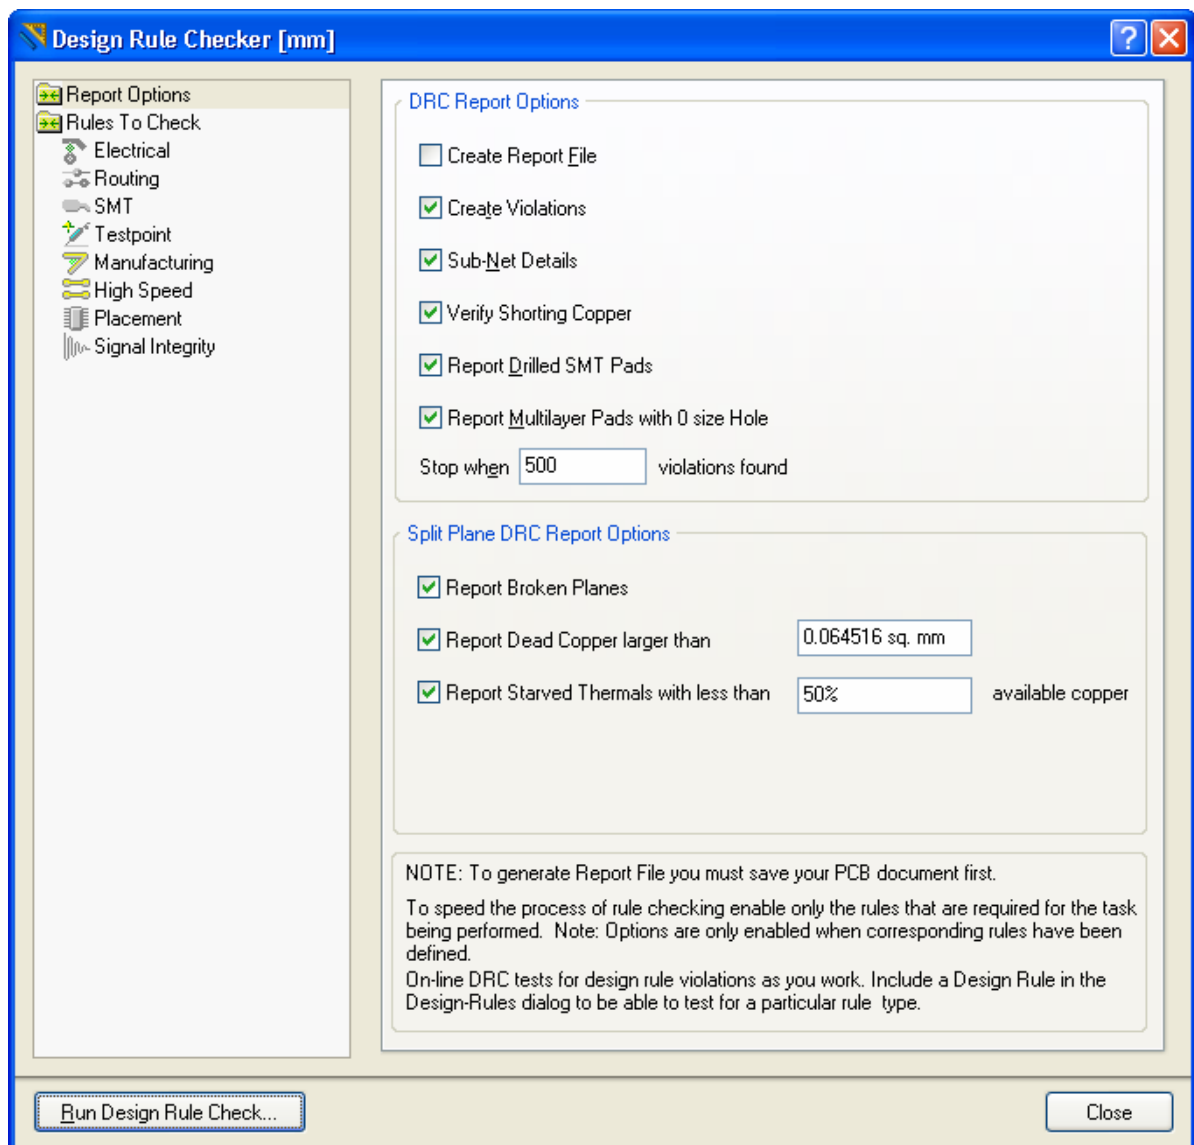 Design Rule Checker [mm]
Report Options
Rules To Check
Electrical
Routing
SMT
Testpoint
Manufacturing
High Speed
Placement
Signal Integrity
DRC Report Options
Create Report File
Create Violations
Sub-Net Details
Verify Shorting Copper
Report Drilled SMT Pads
Report Multilayer Pads with 0 size Hole
Stop when 500 violations found
Split Plane DRC Report Options
Report Broken Planes
Report Dead Copper larger than 0.064516 sq. mm
Report Starved Thermals with less than 50% available copper
NOTE: To generate Report File you must save your PCB document first.
To speed the process of rule checking enable only the rules that are required for the task
being performed. Note: Options are only enabled when corresponding rules have been
defined.
On-line DRC tests for design rule violations as you work. Include a Design Rule in the
Design-Rules dialog to be able to test for a particular rule type.
Run Design Rule Check...
Close